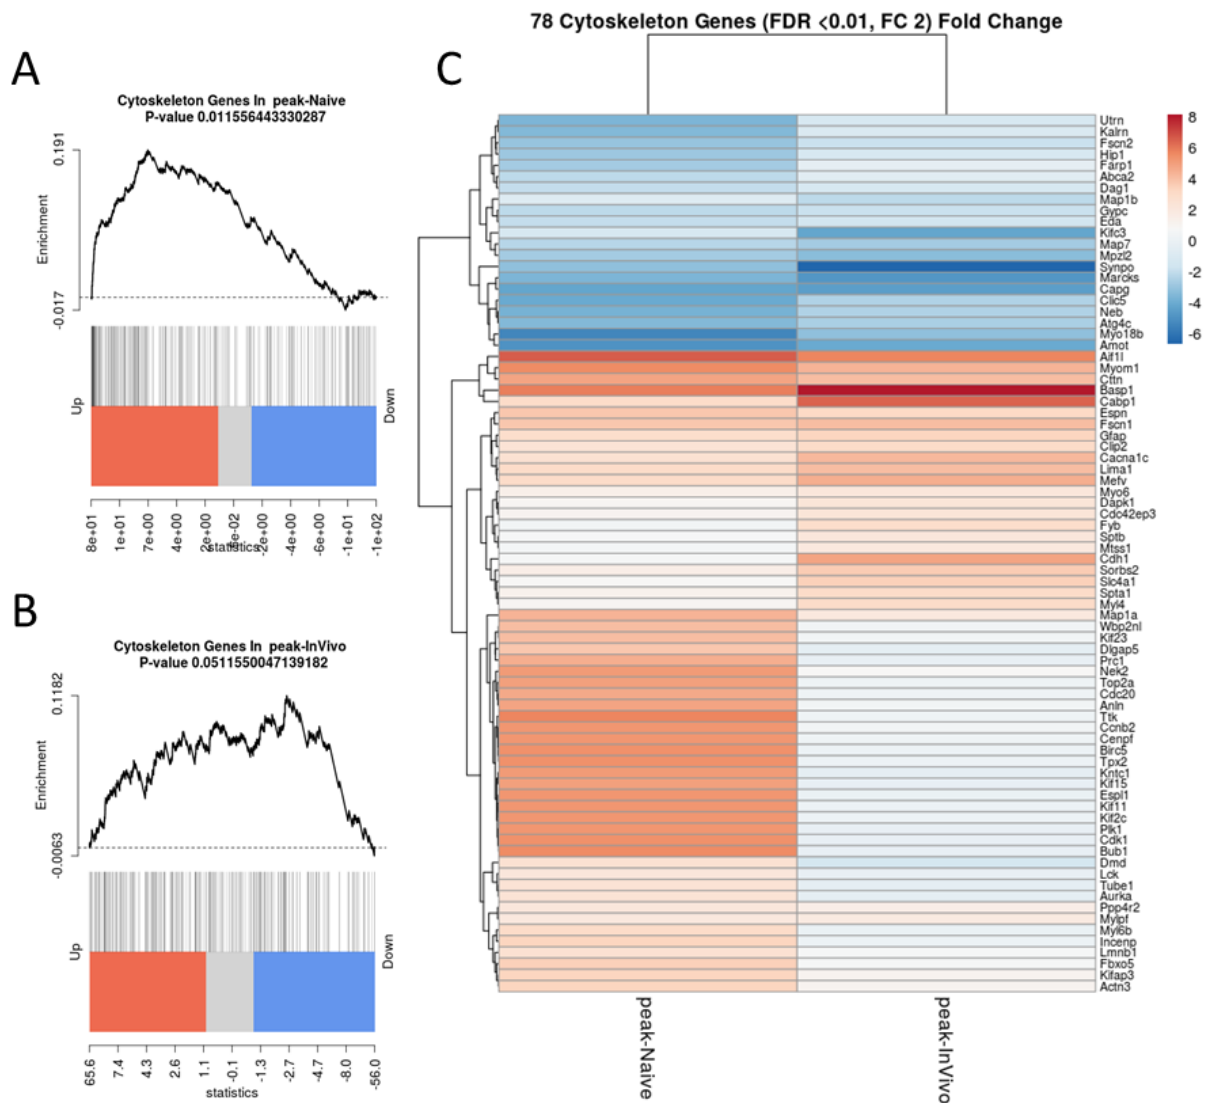 78 Cytoskeleton Genes (FDR <0.01, FC 2) Fold Change
A
Cytoskeleton Genes In peak-Naive
P-value 0.011556443330287
0.191
Enrichment
-0.017
Up
Down
8e+01
1e+01
7e+00
4e+00
2e+00
-2e+00
-4e+00
-6e+00
-1e+01
-1e+02
statistics
B
Cytoskeleton Genes In peak-InVivo
P-value 0.0511550047139182
0.1182
Enrichment
-0.0063
Up
Down
65.6
7.4
4.3
2.6
1.1
-0.1
-1.3
-2.7
-4.7
-8.0
-56.0
statistics
C
Utrn
Kalrn
Fscn2
Hip1
Farp1
Abca2
Dag1
Map1b
Gypc
Eda
Kifc3
Map7
Mpzl2
Synpo
Marcks
Capg
Clic5
Neb
Atg4c
Myo18b
Amot
Aif1l
Myom1
Cttn
Basp1
Cabp1
Espn
Fscn1
Gfap
Clip2
Cacna1c
Lima1
Mefv
Myo6
Dapk1
Cdc42ep3
Fyb
Sptb
Mtss1
Cdh1
Sorbs2
Slc4a1
Spta1
Myl4
Map1a
Wbp2nl
Kif23
Dlgap5
Prc1
Nek2
Top2a
Cdc20
Anln
Ttk
Ccnb2
Cenpf
Birc5
Tpx2
Kntc1
Kif15
Espl1
Kif11
Kif2c
Plk1
Cdk1
Bub1
Dmd
Lck
Tube1
Aurka
Ppp4r2
Mylpf
Myl6b
Incenp
Lmnb1
Fbxo5
Kifap3
Actn3
peak-Naive
peak-InVivo
8
6
4
2
0
-2
-4
-6